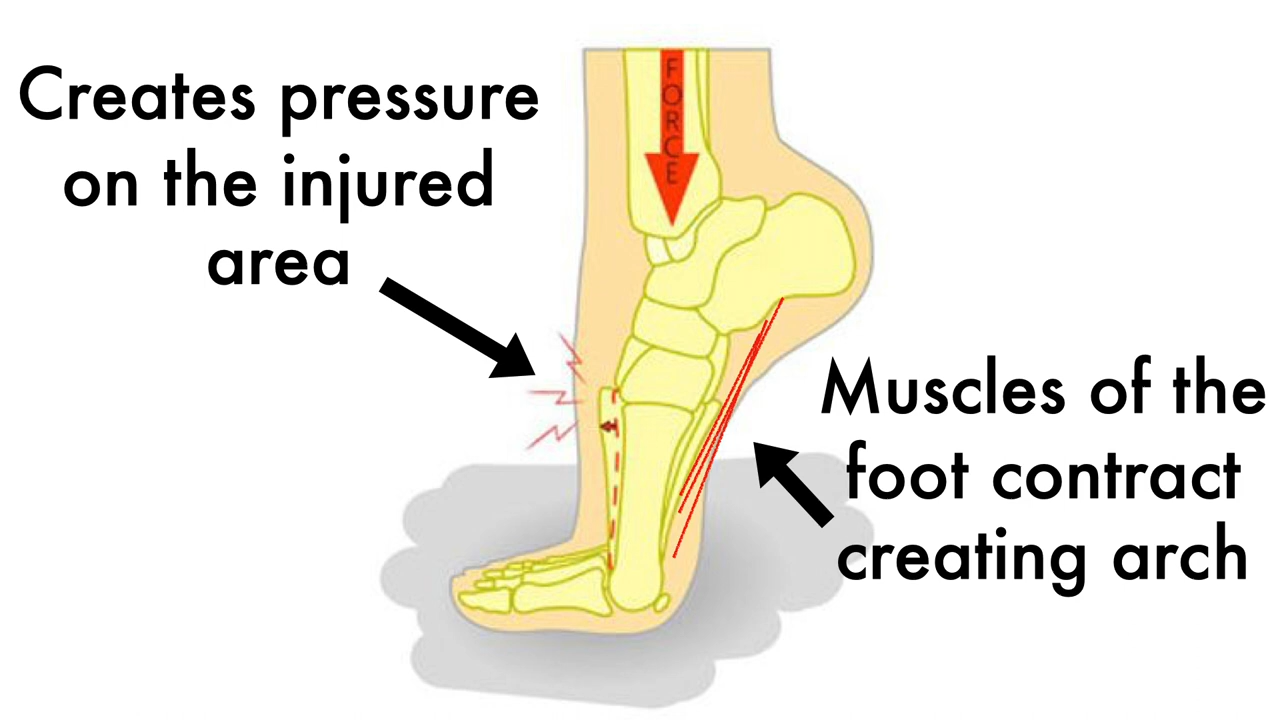 Creates pressure
on the injured
area
FORCE
Muscles of the
foot contract
creating arch